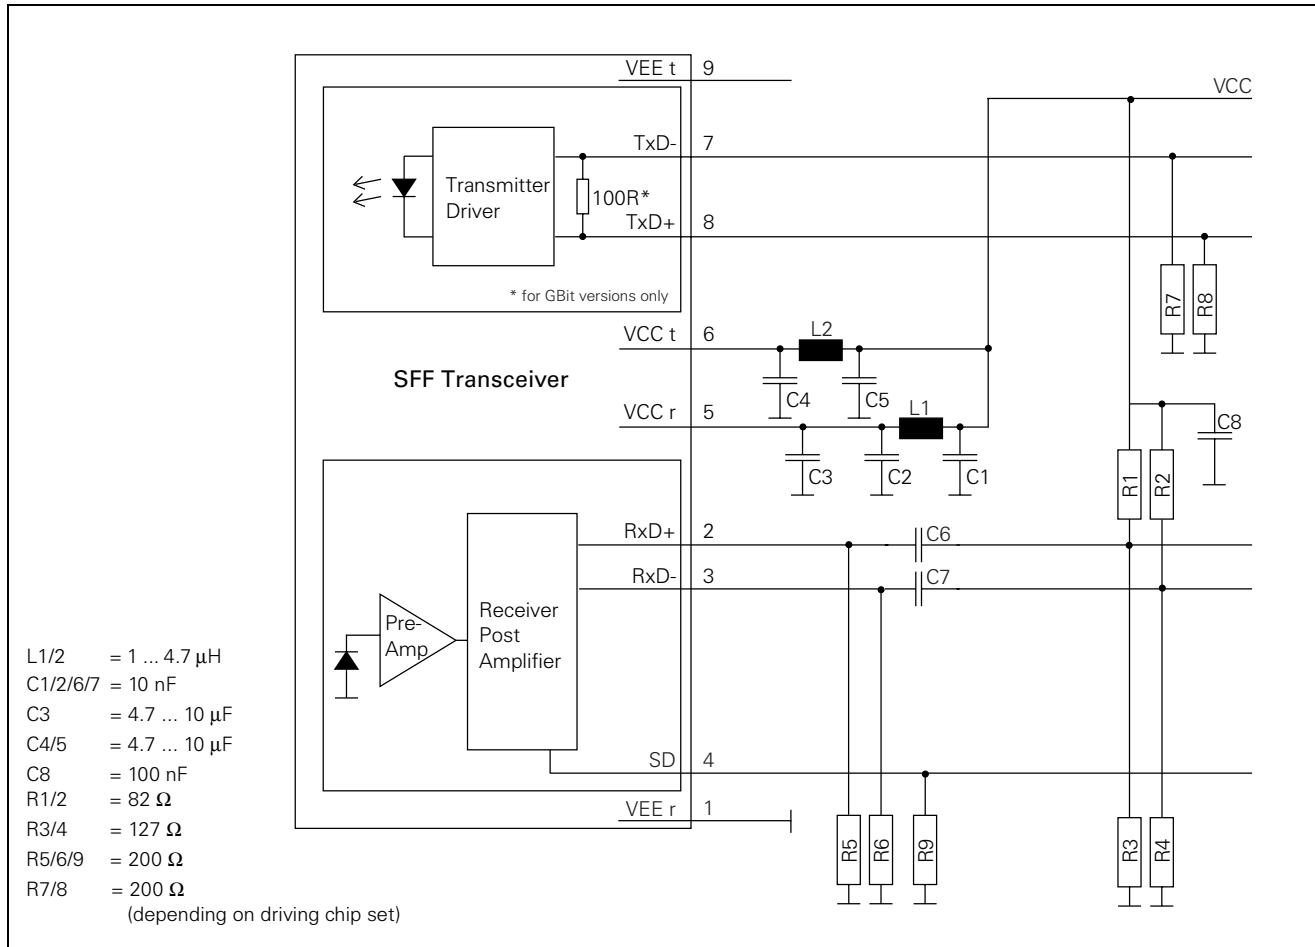 VEE t 9
VCC
TxD- 7
Transmitter
Driver
100R*
TxD+ 8
* for GBit versions only
R7
R8
VCC t 6
L2
SFF Transceiver
C4
C5
VCC r 5
L1
C8
C3
C2
C1
R1
R2
RxD+ 2
C6
RxD- 3
C7
Pre-
Amp
Receiver
Post
Amplifier
SD 4
VEE r 1
R5
R6
R9
R3
R4
L1/2 = 1 ... 4.7 µH
C1/2/6/7 = 10 nF
C3 = 4.7 ... 10 µF
C4/5 = 4.7 ... 10 µF
C8 = 100 nF
R1/2 = 82 Ω
R3/4 = 127 Ω
R5/6/9 = 200 Ω
R7/8 = 200 Ω
(depending on driving chip set)